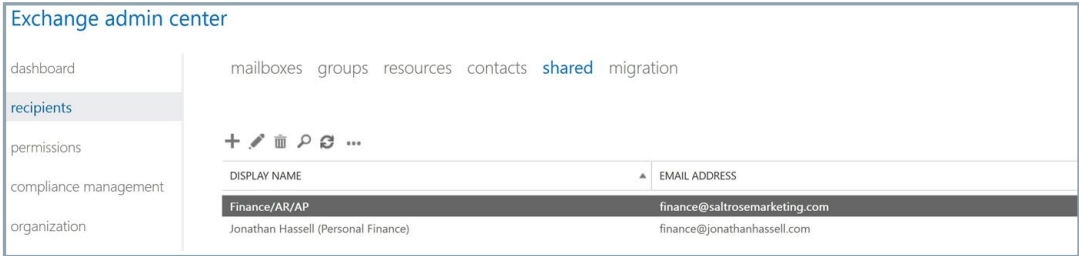 Exchange admin center
dashboard
recipients
permissions
compliance management
organization
mailboxes groups resources contacts shared migration
DISPLAY NAME EMAIL ADDRESS
Finance/AR/AP finance@saltrosemarketing.com
Jonathan Hassell (Personal Finance) finance@jonathanhassell.com